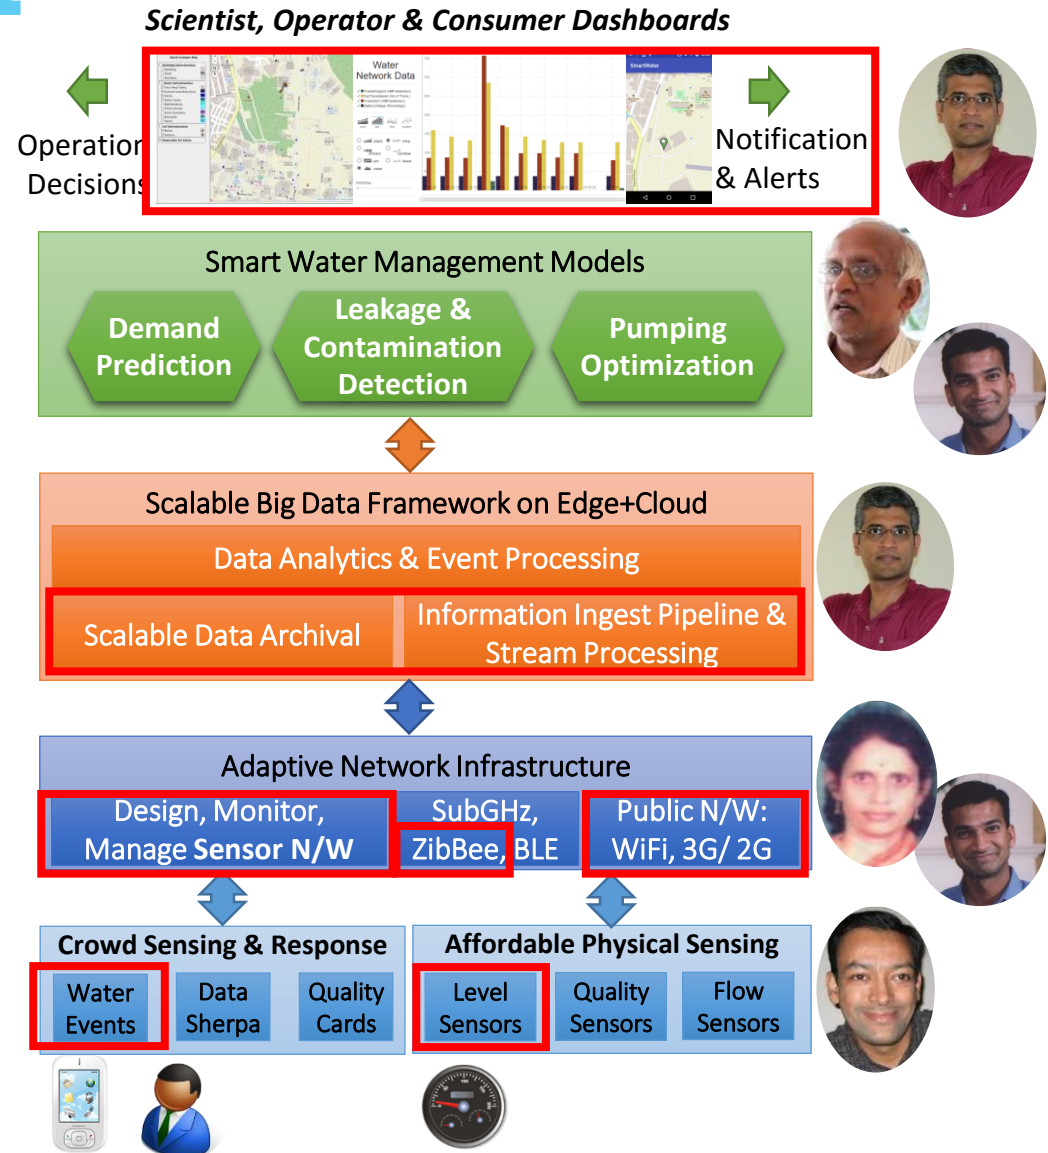 Scientist, Operator & Consumer Dashboards
Water
Network Data
SmartWater
Operation
Decisions
Notification
& Alerts
Smart Water Management Models
Demand
Prediction
Leakage &
Contamination
Detection
Pumping
Optimization
Scalable Big Data Framework on Edge+Cloud
Data Analytics & Event Processing
Scalable Data Archival
Information Ingest Pipeline &
Stream Processing
Adaptive Network Infrastructure
Design, Monitor,
Manage Sensor N/W
SubGHz,
ZibBee, BLE
Public N/W:
WiFi, 3G/ 2G
Crowd Sensing & Response
Water
Events
Data
Sherpa
Quality
Cards
Affordable Physical Sensing
Level
Sensors
Quality
Sensors
Flow
Sensors